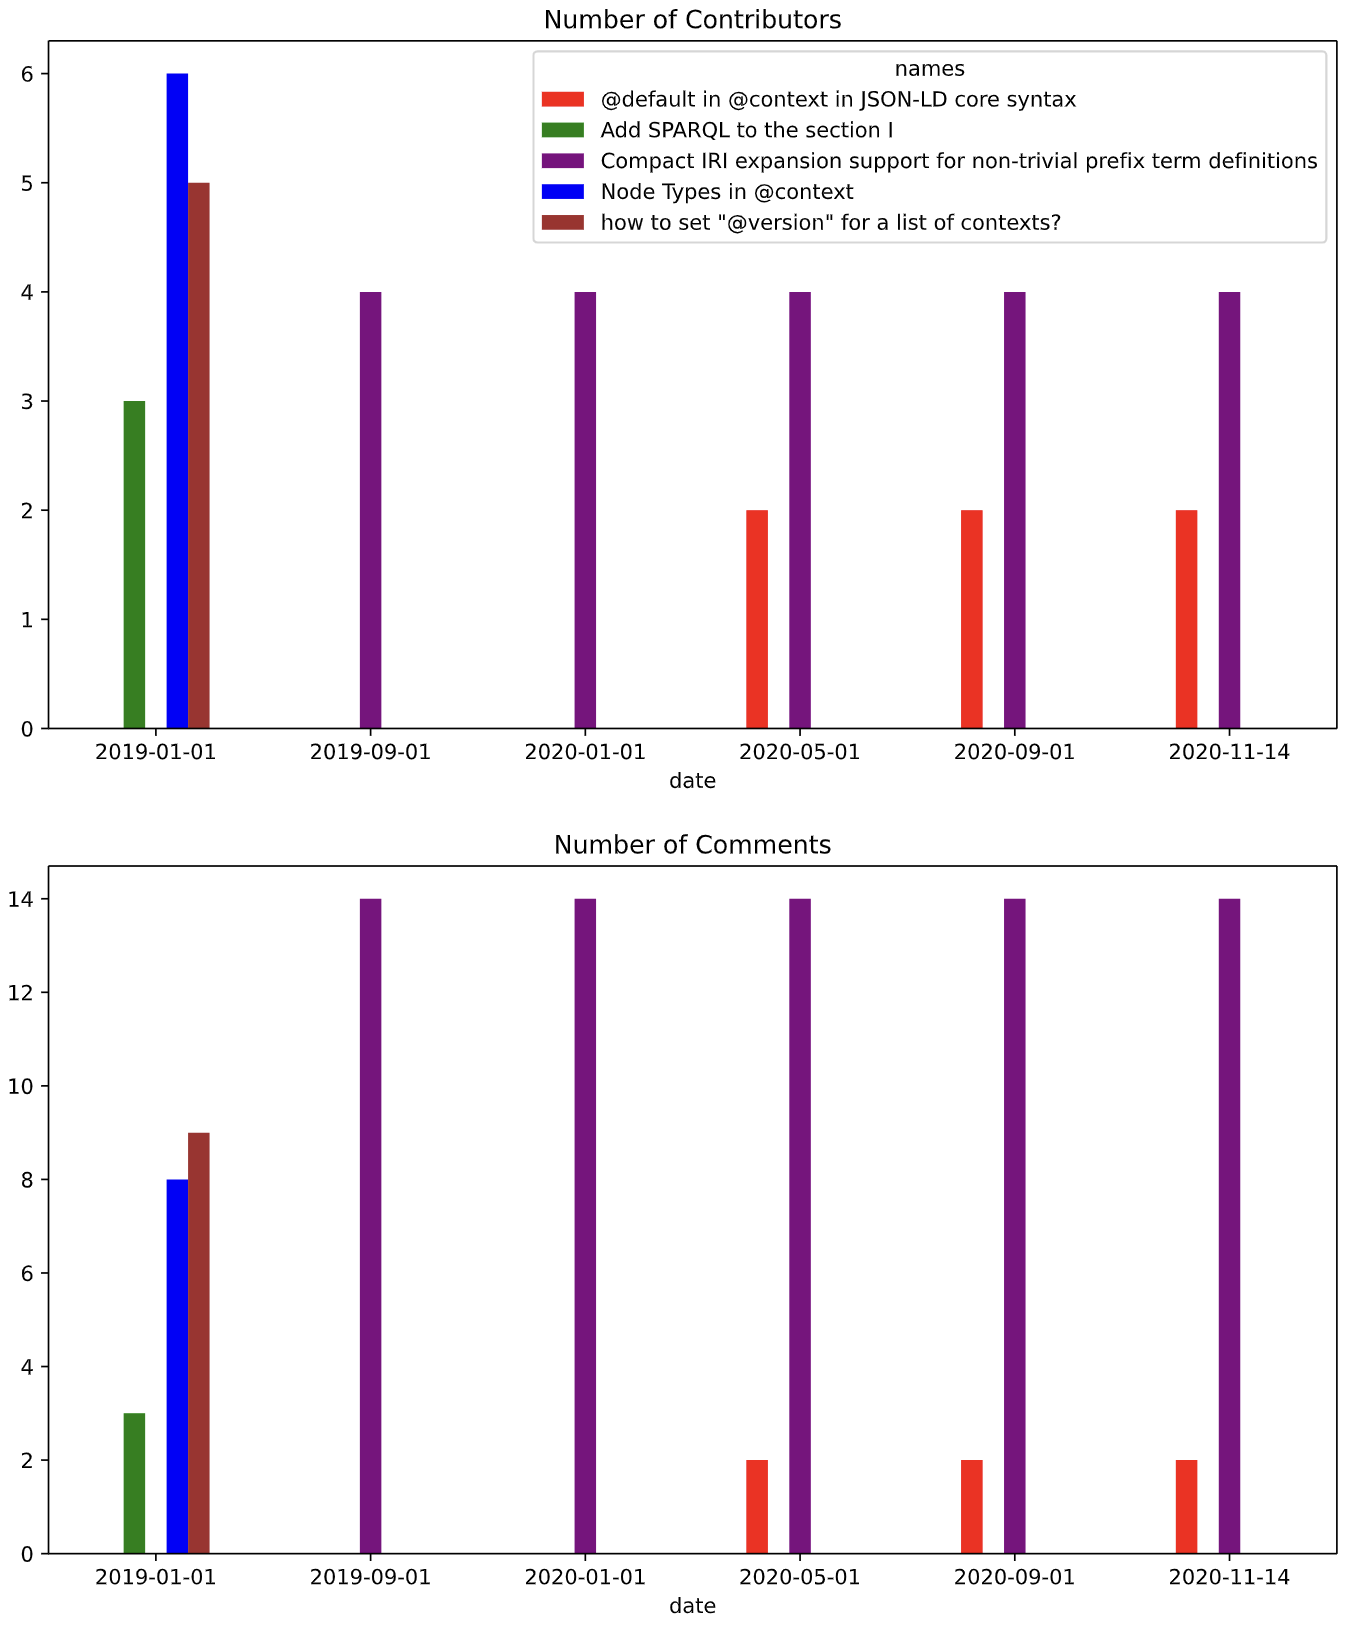 Number of Contributors
names
@default in @context in JSON-LD core syntax
Add SPARQL to the section I
Compact IRI expansion support for non-trivial prefix term definitions
Node Types in @context
how to set "@version" for a list of contexts?
6
5
4
3
2
1
0
2019-01-01 2019-09-01 2020-01-01 2020-05-01 2020-09-01 2020-11-14
date
Number of Comments
14
12
10
8
6
4
2
0
2019-01-01 2019-09-01 2020-01-01 2020-05-01 2020-09-01 2020-11-14
date